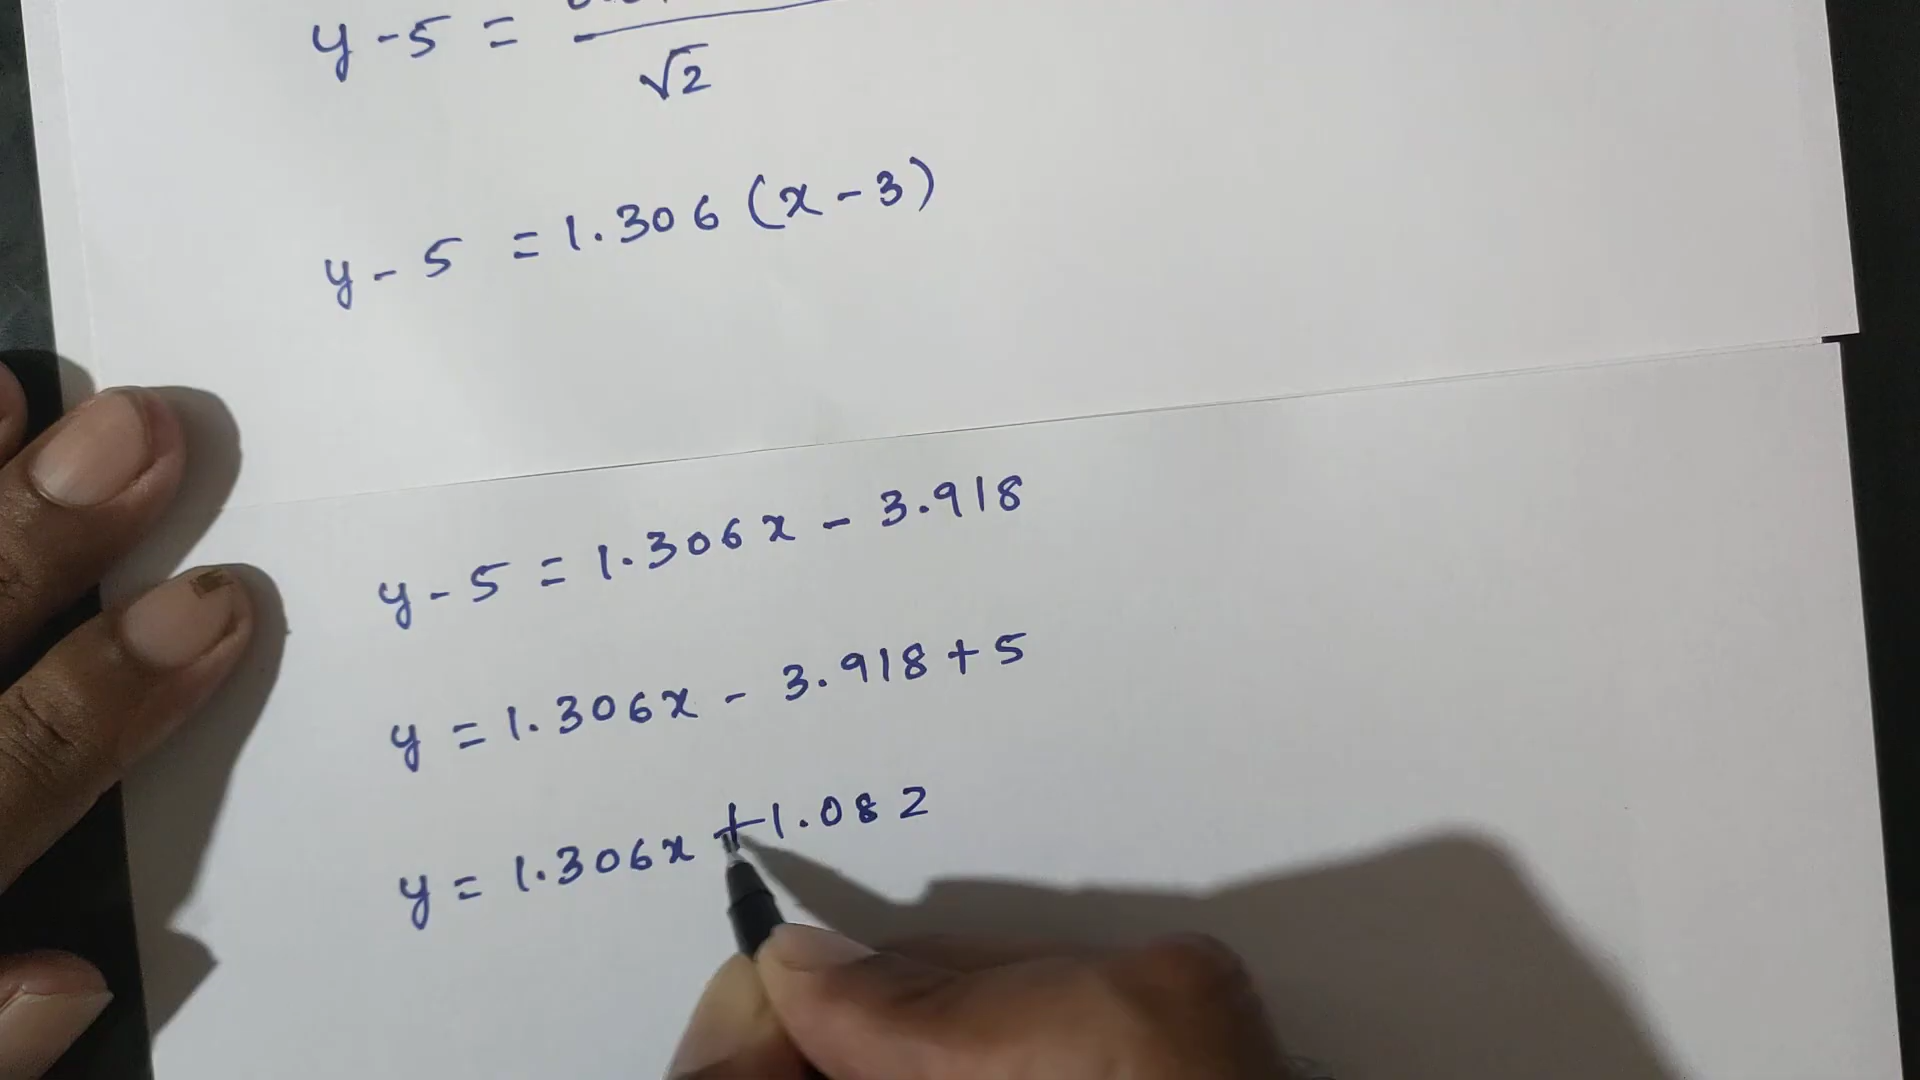 y - 5 =
√2
y - 5 = 1.306 (x - 3)
y - 5 = 1.306x - 3.918
y = 1.306x - 3.918 + 5
y = 1.306x + 1.082